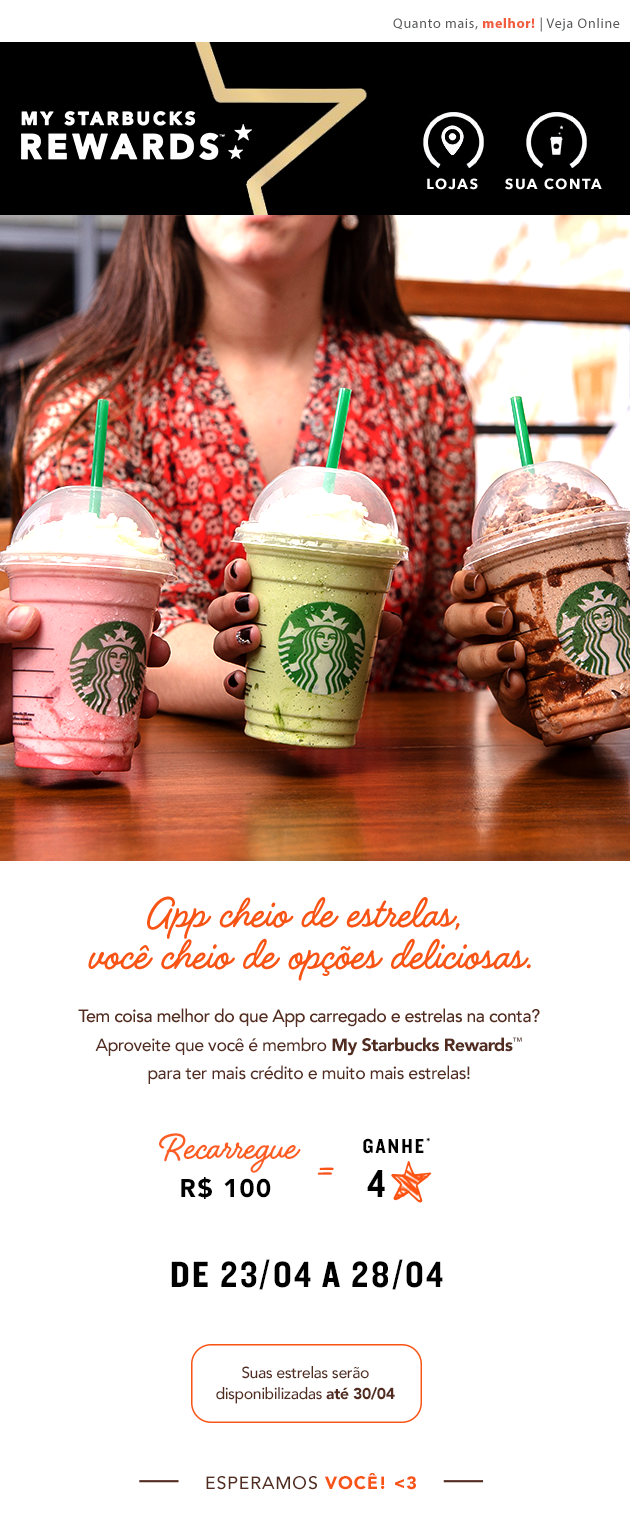 Quanto mais, melhor! | Veja Online
MY STARBUCKS
REWARDS™
LOJAS
SUA CONTA
App cheio de estrelas,
você cheio de opções deliciosas.
Tem coisa melhor do que App carregado e estrelas na conta?
Aproveite que você é membro My Starbucks Rewards™
para ter mais crédito e muito mais estrelas!
Recarregue
R$ 100
=
GANHE*
4
DE 23/04 A 28/04
Suas estrelas serão
disponibilizadas até 30/04
ESPERAMOS VOCÊ! <3